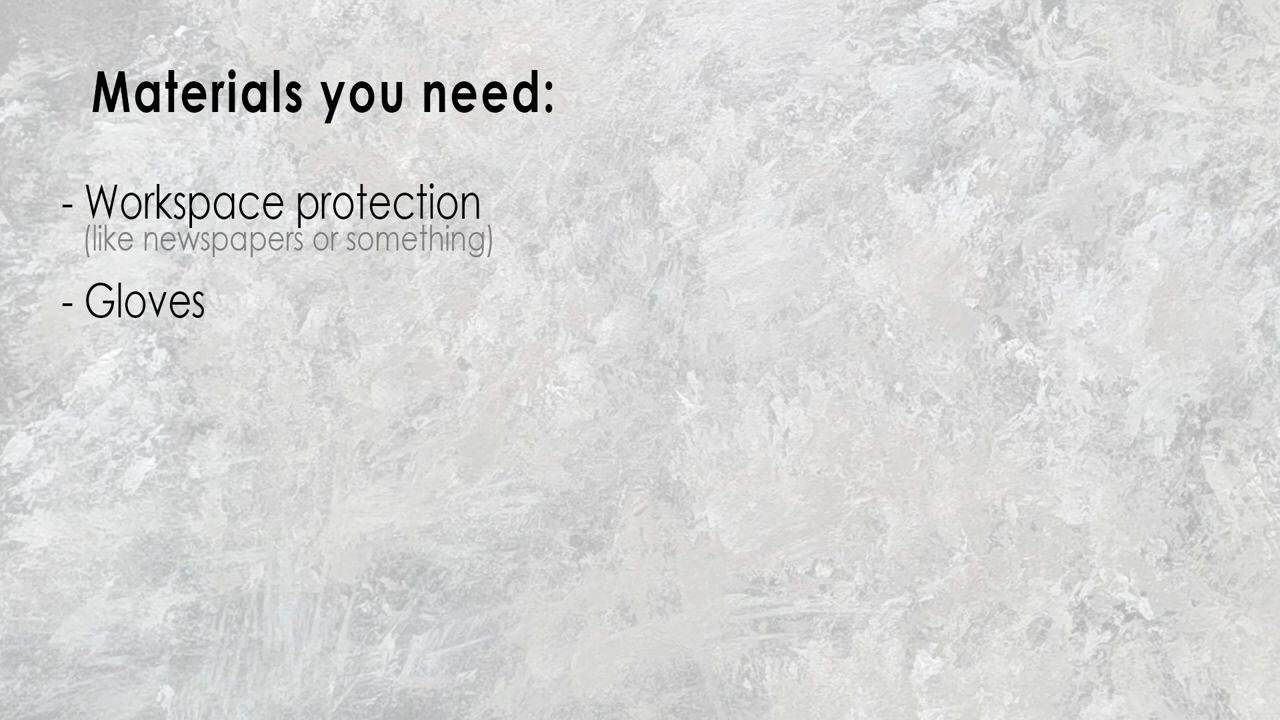 Materials you need:
- Workspace protection
(like newspapers or something)
- Gloves